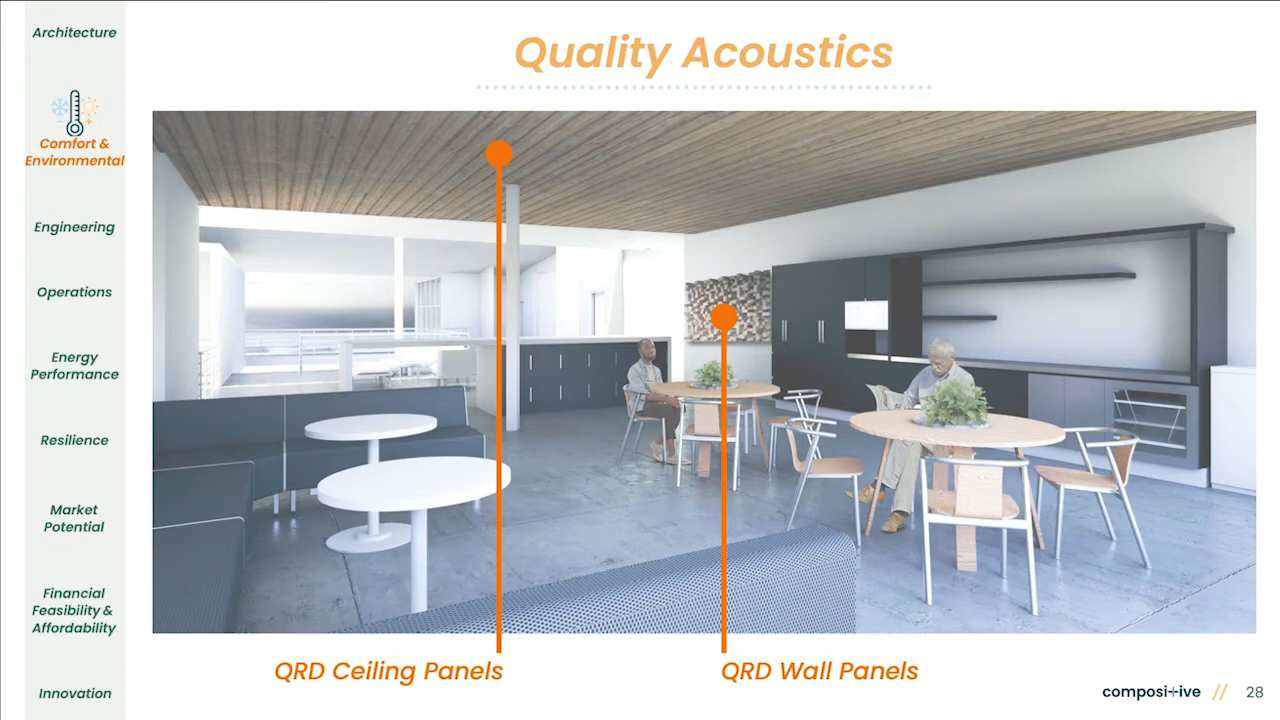 Architecture
Comfort &
Environmental
Engineering
Operations
Energy
Performance
Resilience
Market
Potential
Financial
Feasibility &
Affordability
Innovation
Quality Acoustics
QRD Ceiling Panels
QRD Wall Panels
composi+ive // 28